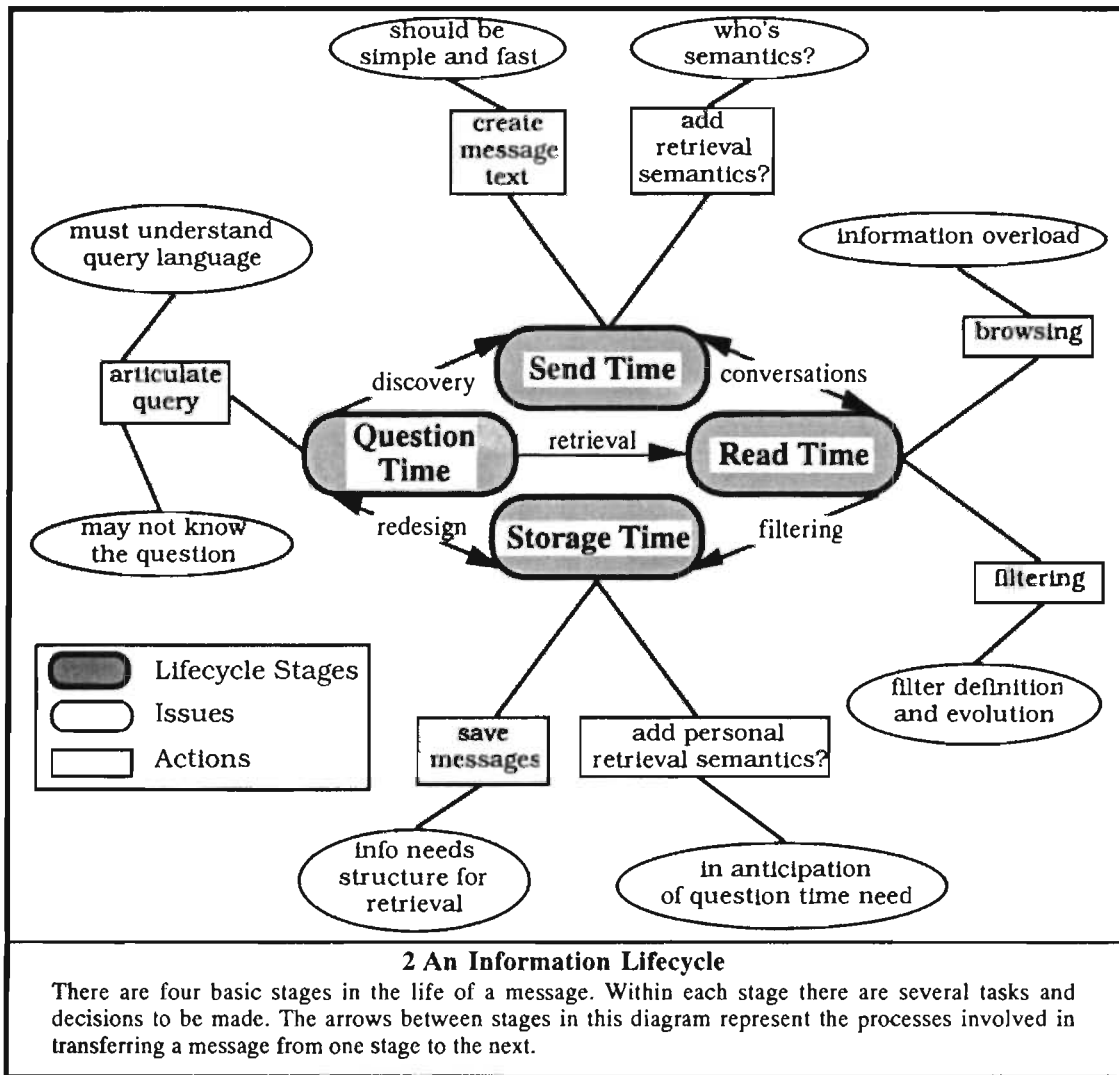 should be
simple and fast
who's
semantics?
create
message
text
add
retrieval
semantics?
must understand
query language
information overload
browsing
articulate
query
discovery
Send Time
conversations
Question
Time
retrieval
Read Time
may not know
the question
redesign
Storage Time
filtering
filtering
Lifecycle Stages
Issues
Actions
filter definition
and evolution
save
messages
add personal
retrieval semantics?
info needs
structure for
retrieval
in anticipation
of question time need
2 An Information Lifecycle
There are four basic stages in the life of a message. Within each stage there are several tasks and
decisions to be made. The arrows between stages in this diagram represent the processes involved in
transferring a message from one stage to the next.